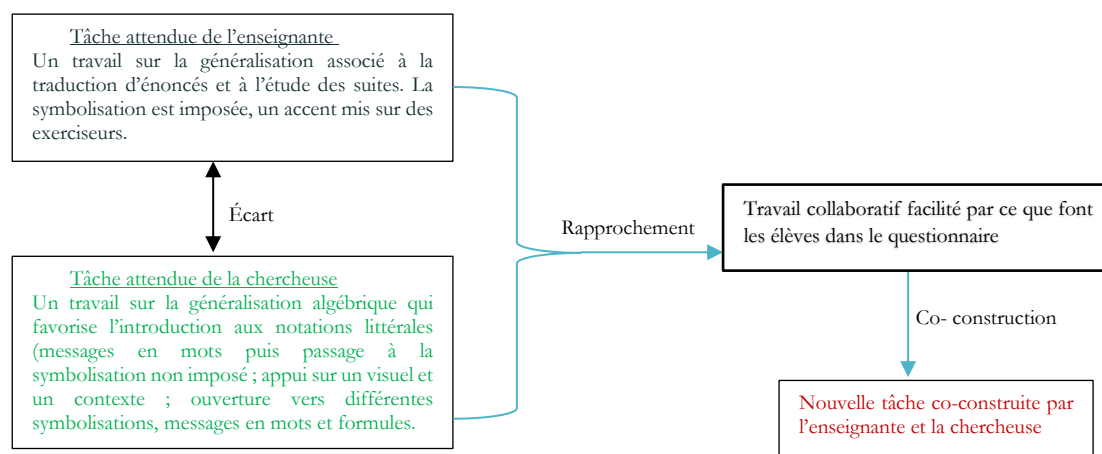 Tâche attendue de l'enseignante
Un travail sur la généralisation associé à la
traduction d'énoncés et à l'étude des suites. La
symbolisation est imposée, un accent mis sur des
exerciseurs.
Écart
Tâche attendue de la chercheuse
Un travail sur la généralisation algébrique qui
favorise l'introduction aux notations littérales
(messages en mots puis passage à la
symbolisation non imposé ; appui sur un visuel et
un contexte ; ouverture vers différentes
symbolisations, messages en mots et formules.
Rapprochement
Travail collaboratif facilité par ce que font
les élèves dans le questionnaire
Co- construction
Nouvelle tâche co-construite par
l'enseignante et la chercheuse